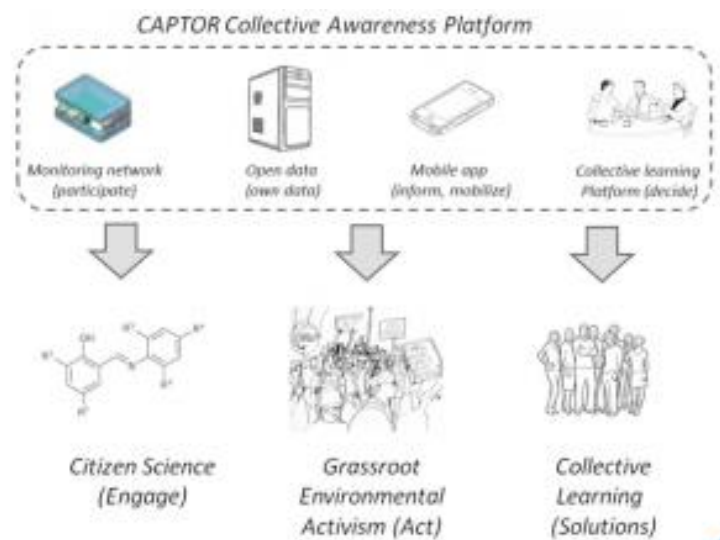 CAPTOR Collective Awareness Platform
Monitoring network
(participate)
Open data
(own data)
Mobile app
(inform, mobilize)
Collective learning
Platform (decide)
OH
N
Citizen Science
(Engage)
Grassroot
Environmental
Activism (Act)
Collective
Learning
(Solutions)